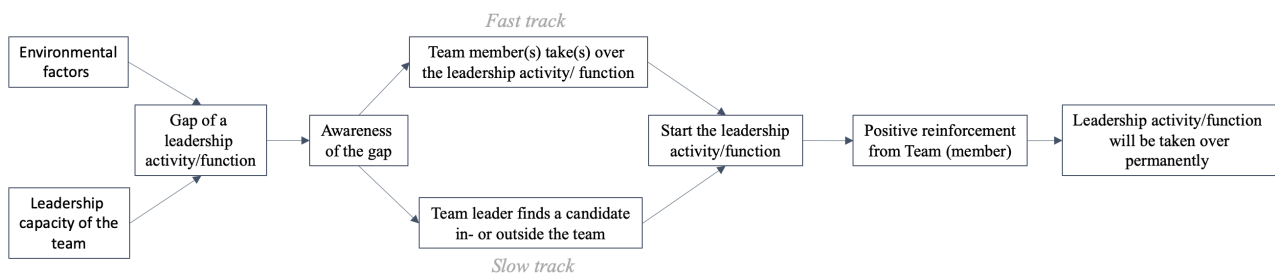 Fast track
Environmental
factors
Team member(s) take(s) over
the leadership activity/ function
Gap of a
leadership
activity/function
Awareness
of the gap
Start the leadership
activity/function
Positive reinforcement
from Team (member)
Leadership activity/function
will be taken over
permanently
Leadership
capacity of the
team
Team leader finds a candidate
in- or outside the team
Slow track